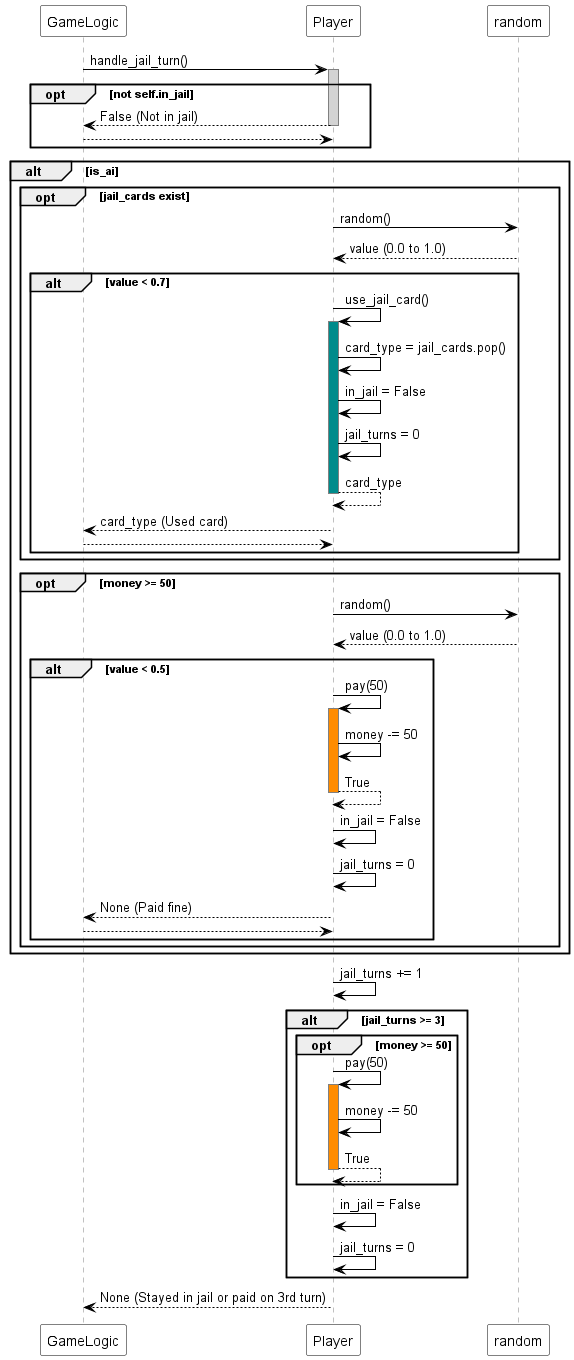 GameLogic Player random
handle_jail_turn()
opt [not self.in_jail]
False (Not in jail)
alt [is_ai]
opt [jail_cards exist]
random()
value (0.0 to 1.0)
alt [value < 0.7]
use_jail_card()
card_type = jail_cards.pop()
in_jail = False
jail_turns = 0
card_type
card_type (Used card)
opt [money >= 50]
random()
value (0.0 to 1.0)
alt [value < 0.5]
pay(50)
money -= 50
True
in_jail = False
jail_turns = 0
None (Paid fine)
jail_turns += 1
alt [jail_turns >= 3]
opt [money >= 50]
pay(50)
money -= 50
True
in_jail = False
jail_turns = 0
None (Stayed in jail or paid on 3rd turn)
GameLogic Player random